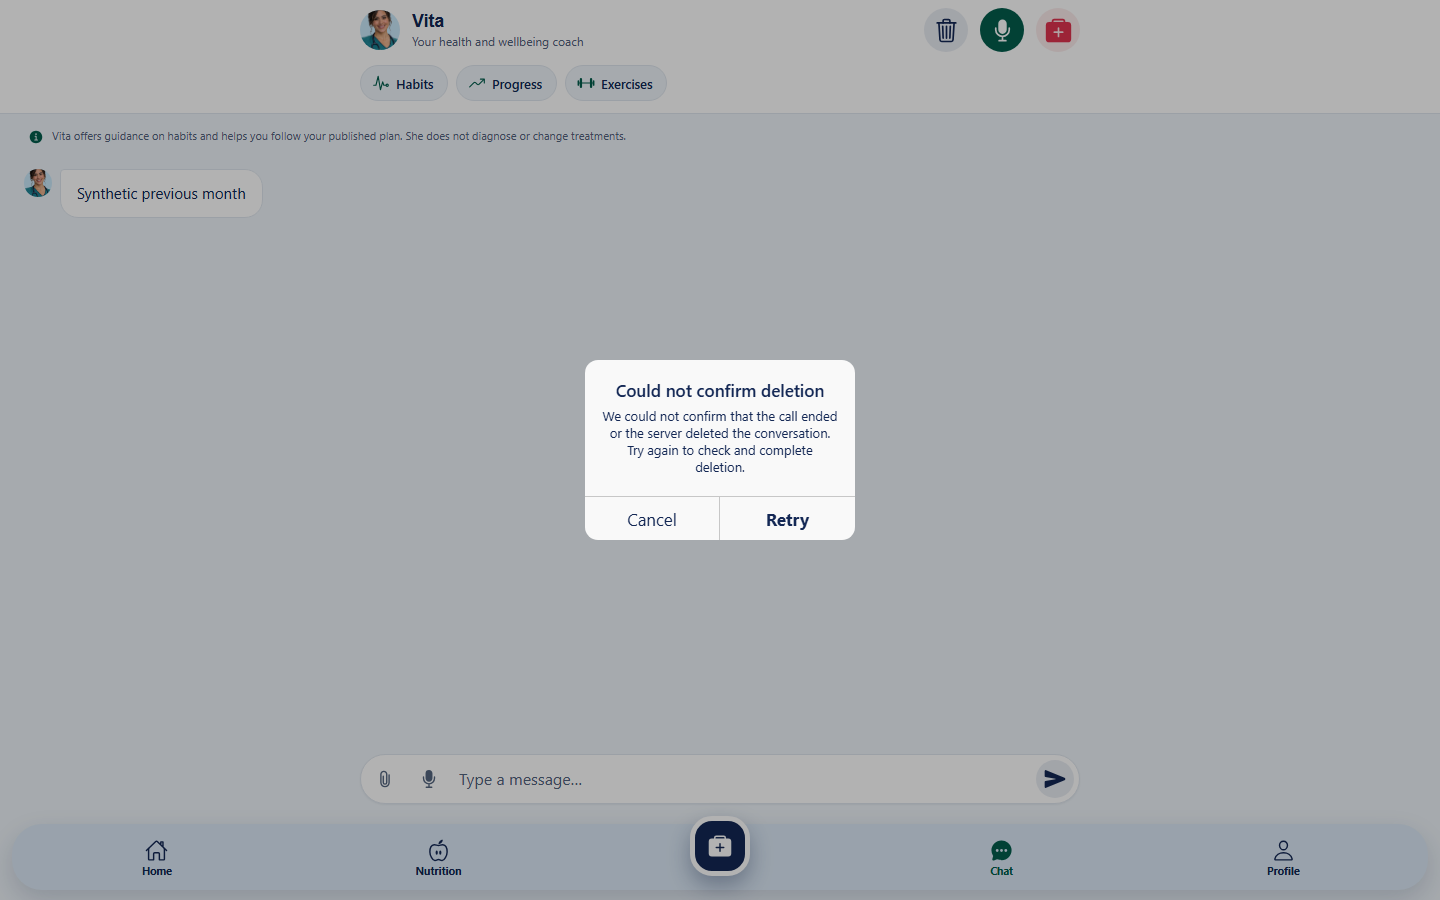 Vita
Your health and wellbeing coach
Habits
Progress
Exercises
Vita offers guidance on habits and helps you follow your published plan. She does not diagnose or change treatments.
Synthetic previous month
Could not confirm deletion
We could not confirm that the call ended
or the server deleted the conversation.
Try again to check and complete
deletion.
Cancel
Retry
Type a message...
Home
Nutrition
Chat
Profile